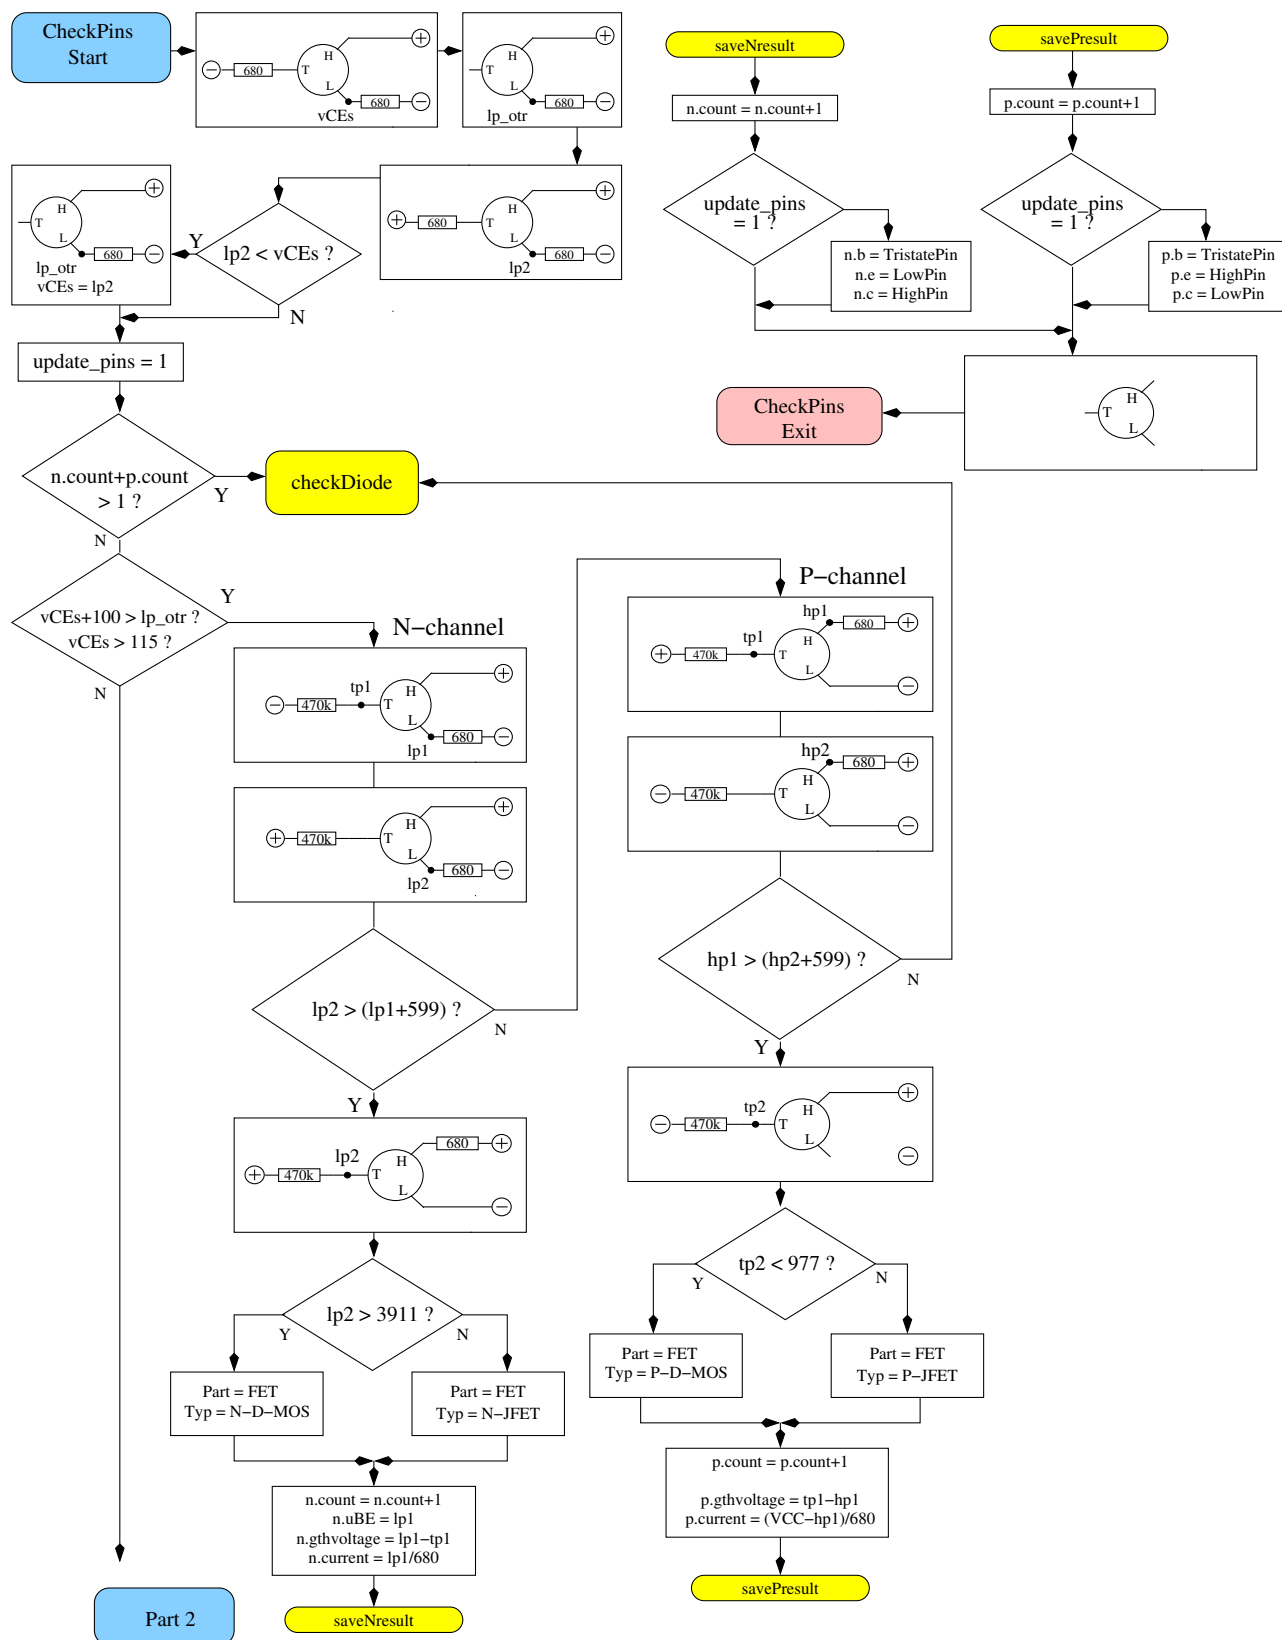 CheckPins
Start
H
T
L
680
680
vCEs
H
T
L
680
lp_otr
saveNresult
n.count = n.count+1
update_pins
= 1 ?
n.b = TristatePin
n.e = LowPin
n.c = HighPin
savePresult
p.count = p.count+1
update_pins
= 1 ?
p.b = TristatePin
p.e = HighPin
p.c = LowPin
H
T
L
680
lp_otr
vCEs = lp2
Y
lp2 < vCEs ?
N
H
T
L
680
680
lp2
update_pins = 1
CheckPins
Exit
H
T
L
n.count+p.count
> 1 ?
Y
N
checkDiode
vCEs+100 > lp_otr ?
vCEs > 115 ?
Y
N
N−channel
tp1
470k
H
T
L
680
lp1
470k
H
T
L
680
lp2
lp2 > (lp1+599) ?
N
Y
lp2
470k
H
T
L
680
lp2 > 3911 ?
Y
N
Part = FET
Typ = N−D−MOS
Part = FET
Typ = N−JFET
n.count = n.count+1
n.uBE = lp1
n.gthvoltage = lp1−tp1
n.current = lp1/680
saveNresult
P−channel
hp1
tp1
680
470k
H
T
L
hp2
680
470k
H
T
L
hp1 > (hp2+599) ?
N
Y
tp2
470k
H
T
L
tp2 < 977 ?
Y
N
Part = FET
Typ = P−D−MOS
Part = FET
Typ = P−JFET
p.count = p.count+1
p.gthvoltage = tp1−hp1
p.current = (VCC−hp1)/680
savePresult
Part 2